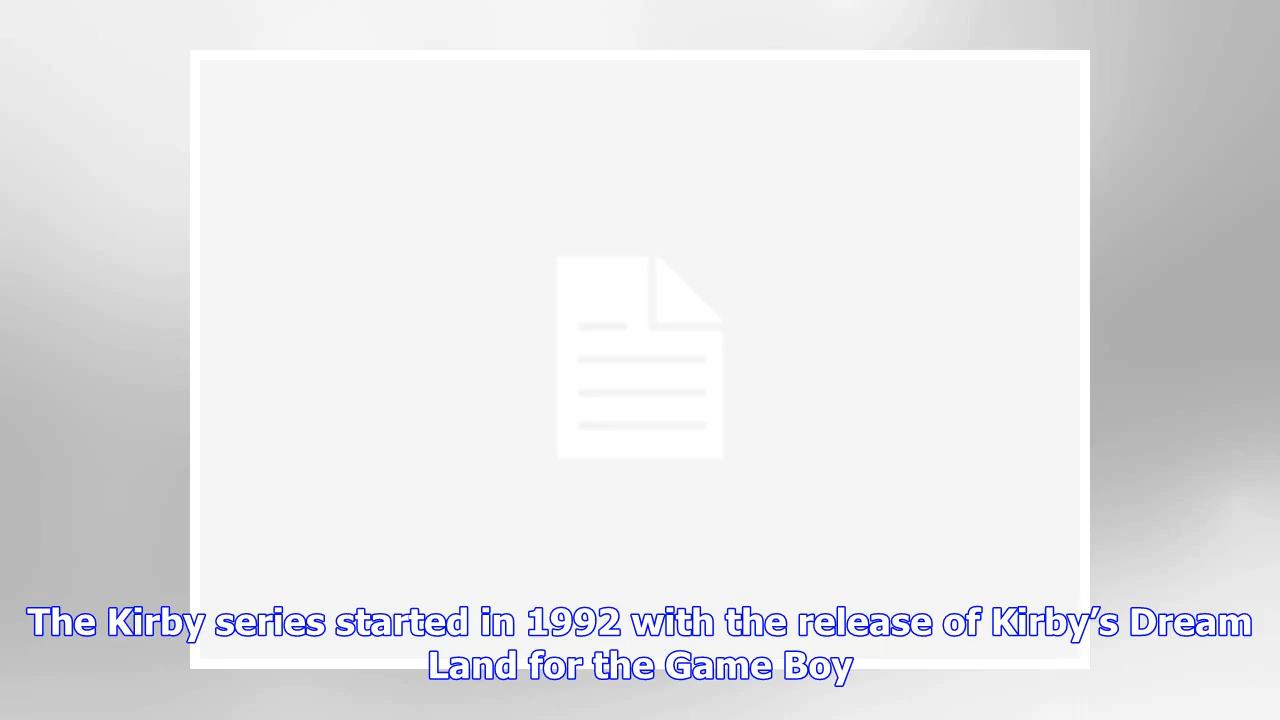 The Kirby series started in 1992 with the release of Kirby’s Dream
Land for the Game Boy